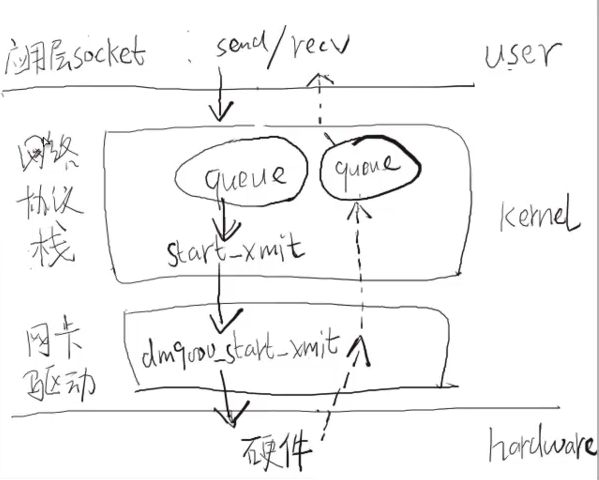 应用层socket : send/recv user
网络
协议
栈
queue queue
start_xmit
kernel
网卡
驱动
dm9000_start_xmit
硬件
hardware